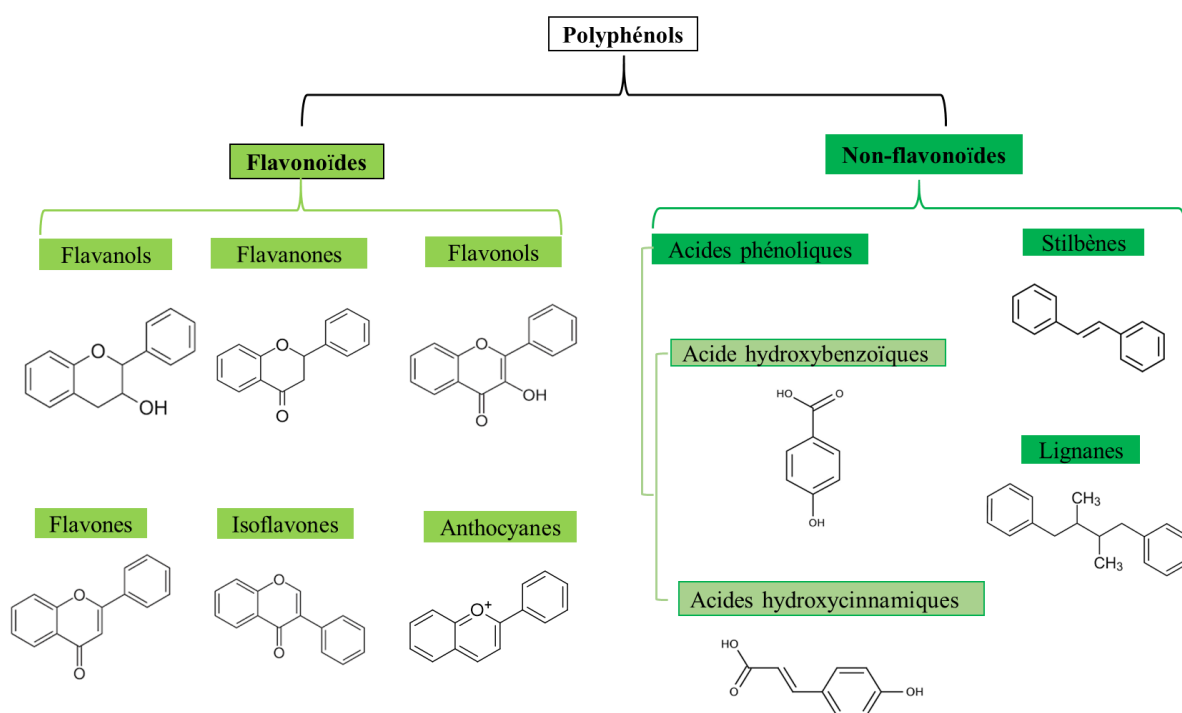 Polyphénols
Flavonoïdes
Non-flavonoïdes
Flavanols
Flavanones
Flavonols
Acides phénoliques
Stilbènes
O
OH
O
O
O
OH
O
Acide hydroxybenzoïques
HO
O
OH
Lignanes
CH3
CH3
Flavones
Isoflavones
Anthocyanes
O
O
O
O
O+
Acides hydroxycinnamiques
HO
O
OH